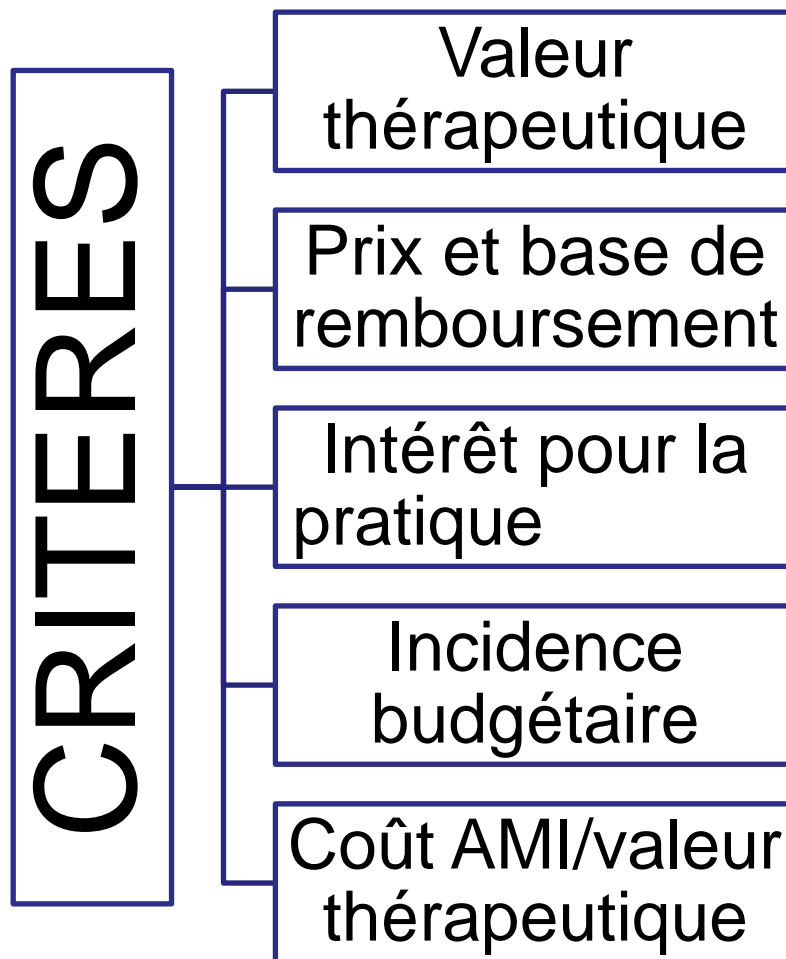 CRITERES
Valeur
thérapeutique
Prix et base de
remboursement
Intérêt pour la
pratique
Incidence
budgétaire
Coût AMI/valeur
thérapeutique